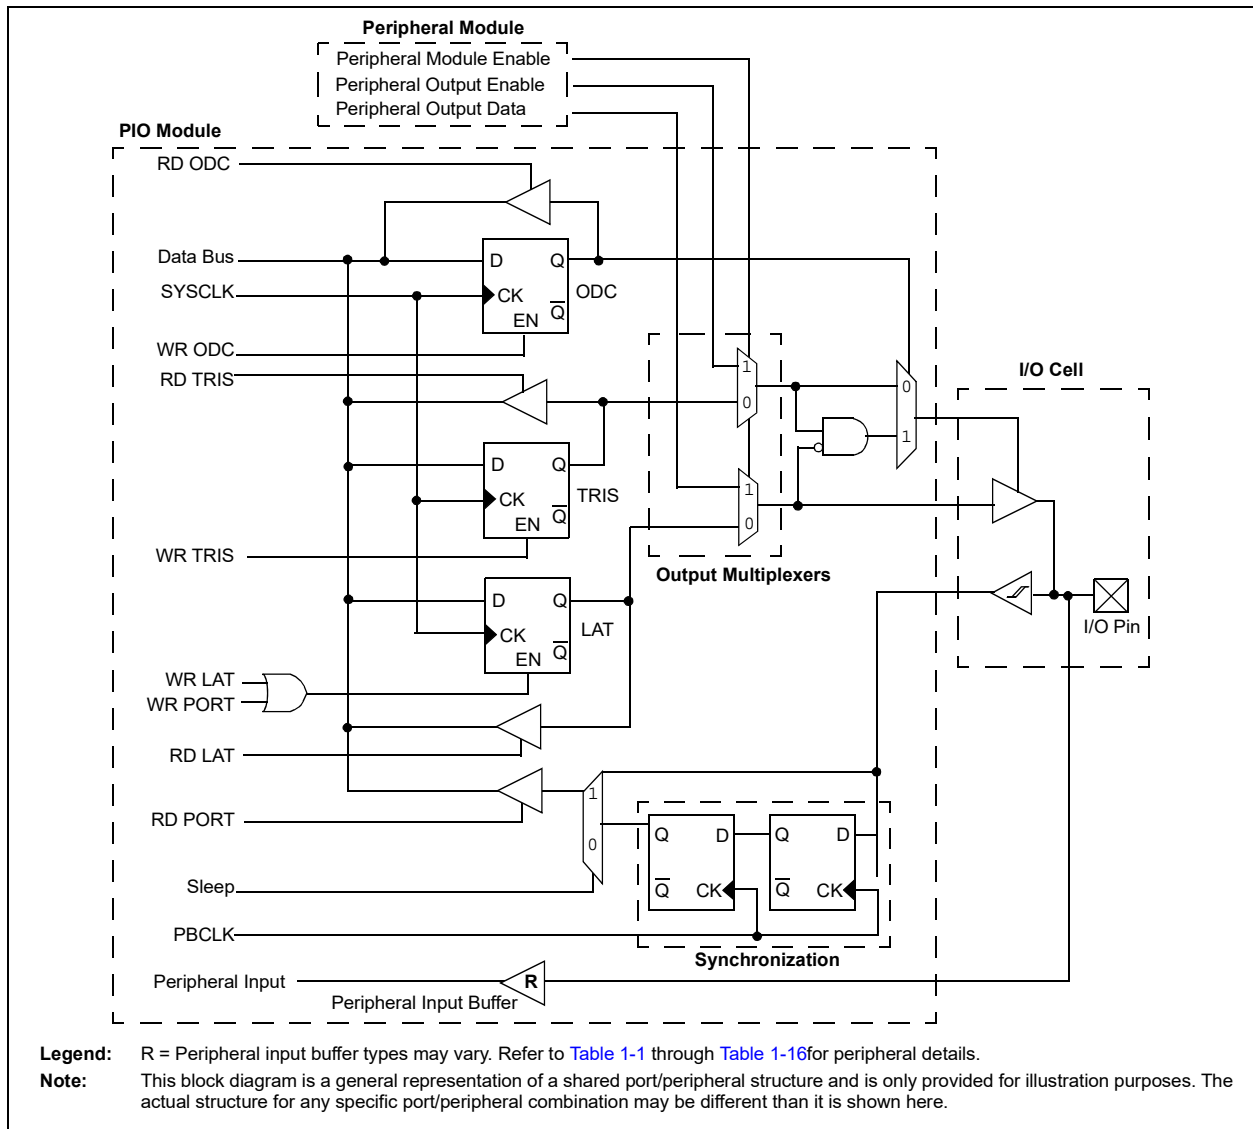 Peripheral Module
Peripheral Module Enable
Peripheral Output Enable
Peripheral Output Data
PIO Module
RD ODC
Data Bus
D
Q
SYSCLK
CK
ODC
Q
EN
WR ODC
RD TRIS
1
0
I/O Cell
0
1
D
Q
CK
TRIS
Q
EN
1
0
WR TRIS
Output Multiplexers
D
Q
CK
LAT
Q
EN
I/O Pin
WR LAT
WR PORT
RD LAT
1
RD PORT
0
Q
D
Q
D
Sleep
Q
CK
Q
CK
PBCLK
Synchronization
Peripheral Input
R
Peripheral Input Buffer
Legend: R = Peripheral input buffer types may vary. Refer to Table 1-1 through Table 1-16for peripheral details.
Note: This block diagram is a general representation of a shared port/peripheral structure and is only provided for illustration purposes. The
actual structure for any specific port/peripheral combination may be different than it is shown here.